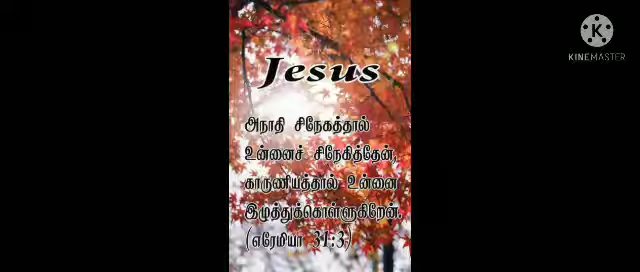 KINEMASTER
Jesus
அநாதி சிநேகத்தால்
உன்னைச் சிநேகித்தேன்,
காருணியத்தால் உன்னை
இழுத்துக்கொள்ளுகிறேன்.
(எரேமியா 31:3)